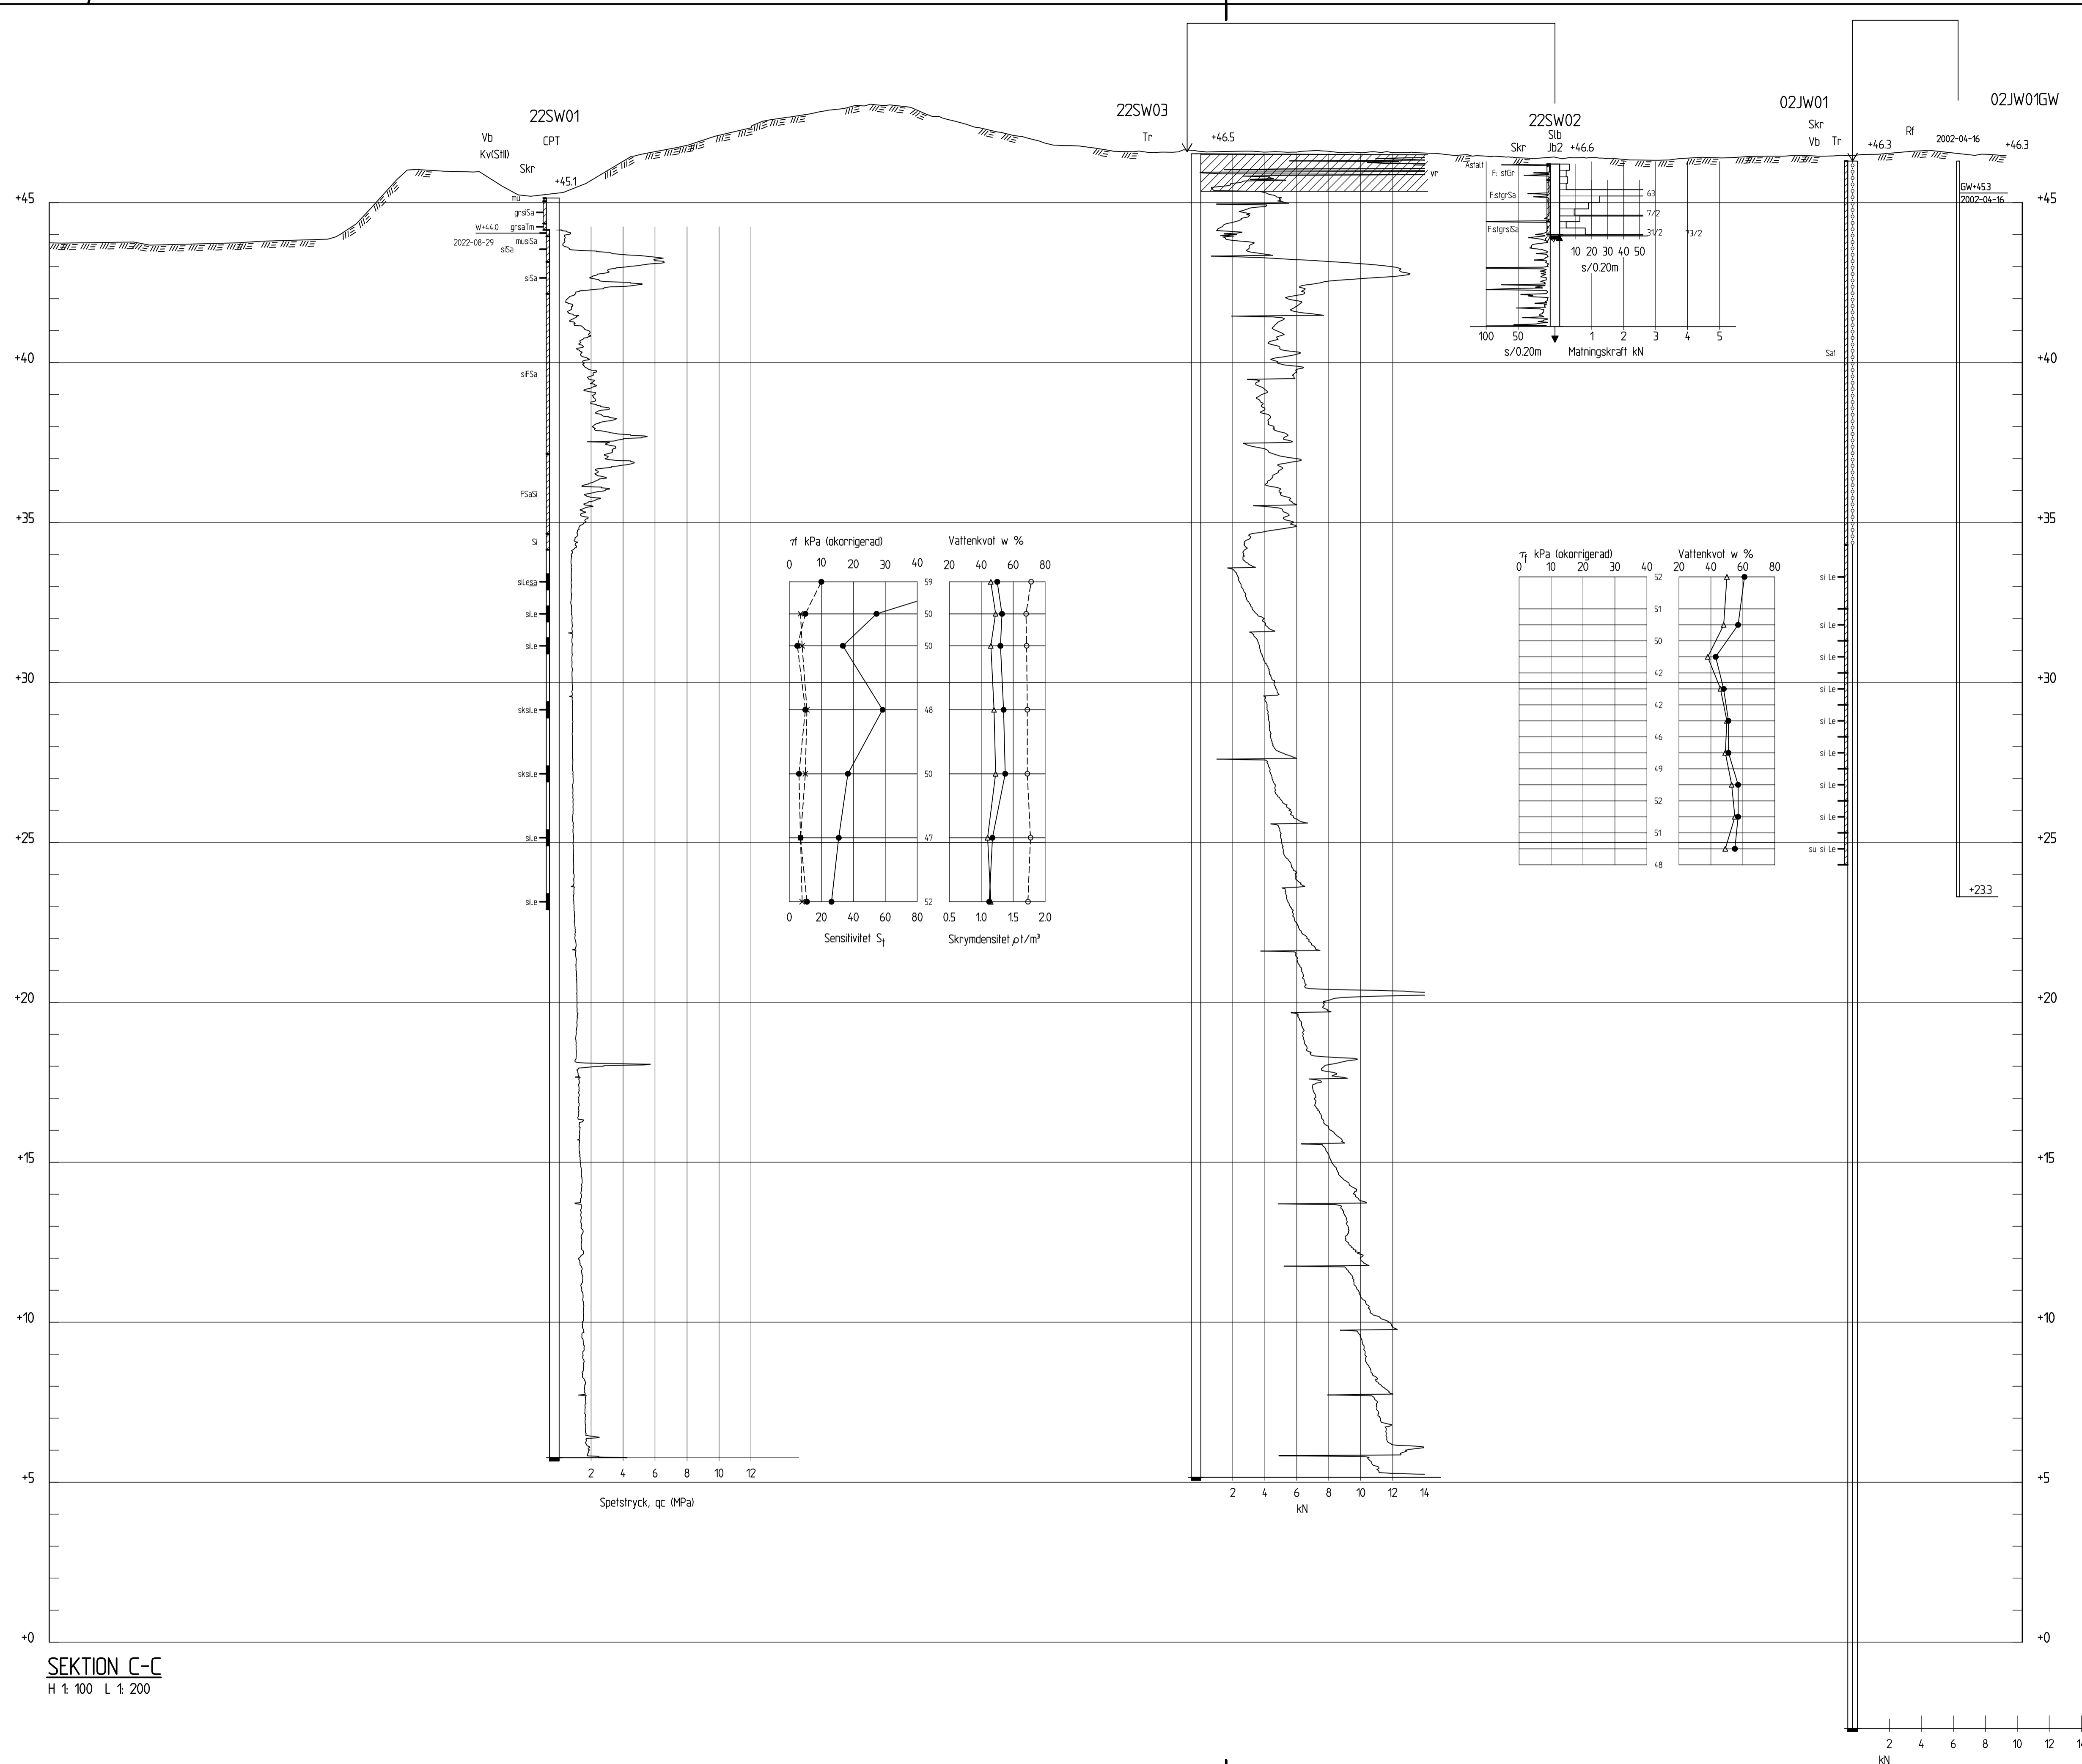 22SW01
Vb
CPT
Kv(StII)
Skr
+45.1
22SW03
Tr
+46.5
22SW02
Slb
Skr
Jb2
+46.6
02JW01
Skr
Vb
Tr
+46.3
Rf
02JW01GW
2002-04-16
+46.3
GW+45.3
2002-04-16
+45
+40
+35
+30
+25
+20
+15
+10
+5
+0
mu
grsiSa
W+44.0
grsaTm
2022-08-29
musiSa
siSa
siSa
siFSa
FSaSi
Si
siLesa
siLe
siLe
sksiLe
sksiLe
siLe
siLe
2 4 6 8 10 12
Spetstryck, qc (MPa)
τf kPa (okorrigerad)
Vattenkvot w %
0 10 20 30 40
20 40 60 80
59
50
50
48
50
47
52
0 20 40 60 80
0.5 1.0 1.5 2.0
Sensitivitet St
Skrymdensitet ρ t/m³
vr
2 4 6 8 10 12 14
kN
Asfalt
F: stGr
F:stgrSa
F:stgrsiSa
63
7/2
31/2
73/2
10 20 30 40 50
s/0.20m
100 50
1 2 3 4 5
s/0.20m
Matningskraft kN
τf kPa (okorrigerad)
Vattenkvot w %
0 10 20 30 40
20 40 60 80
52
51
50
42
42
46
49
52
51
48
Saf
si Le
si Le
si Le
si Le
si Le
si Le
si Le
si Le
su si Le
+23.3
+45
+40
+35
+30
+25
+20
+15
+10
+5
+0
2 4 6 8 10 12
kN
SEKTION C-C
H 1: 100 L 1: 200